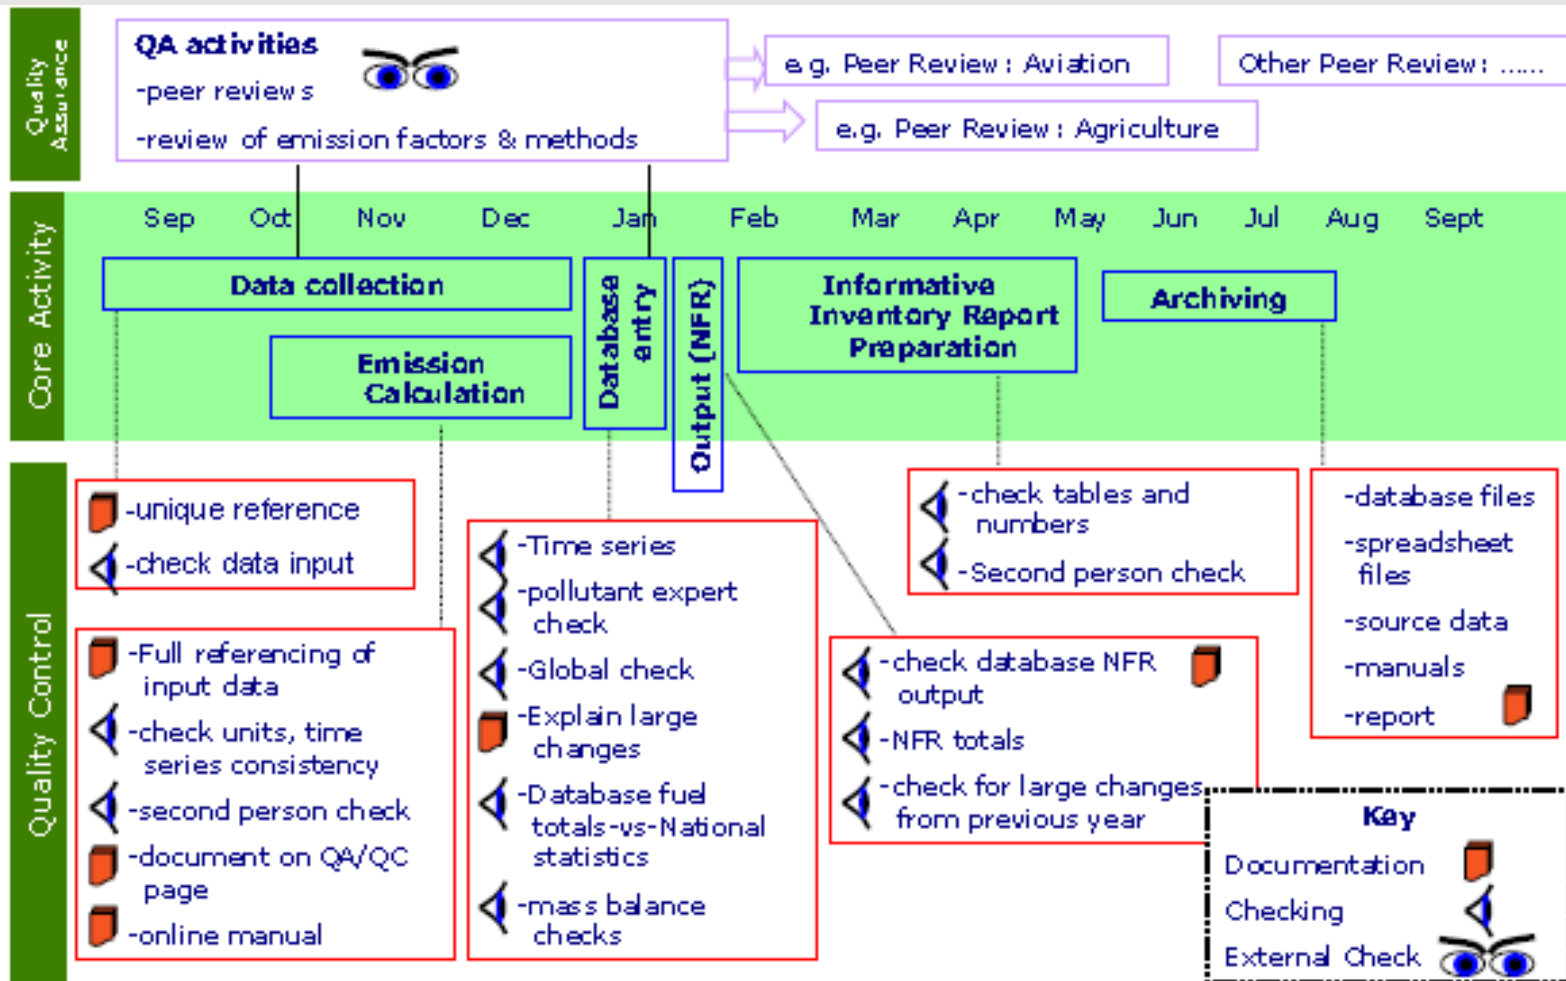 Quality
Assurance
QA activities
-peer reviews
-review of emission factors & methods
e.g. Peer Review: Aviation
Other Peer Review: ......
e.g. Peer Review: Agriculture
Core Activity
Sep Oct Nov Dec Jan Feb Mar Apr May Jun Jul Aug Sept
Data collection
Emission
Calculation
Database
entry
Output (NFR)
Informative
Inventory Report
Preparation
Archiving
Quality Control
-unique reference
-check data input
-Full referencing of
input data
-check units, time
series consistency
-second person check
-document on QA/QC
page
-online manual
-Time series
-pollutant expert
check
-Global check
-Explain large
changes
-Database fuel
totals-vs-National
statistics
-mass balance
checks
-check database NFR
output
-NFR totals
-check for large changes
from previous year
-check tables and
numbers
-Second person check
-database files
-spreadsheet
files
-source data
-manuals
-report
Key
Documentation
Checking
External Check